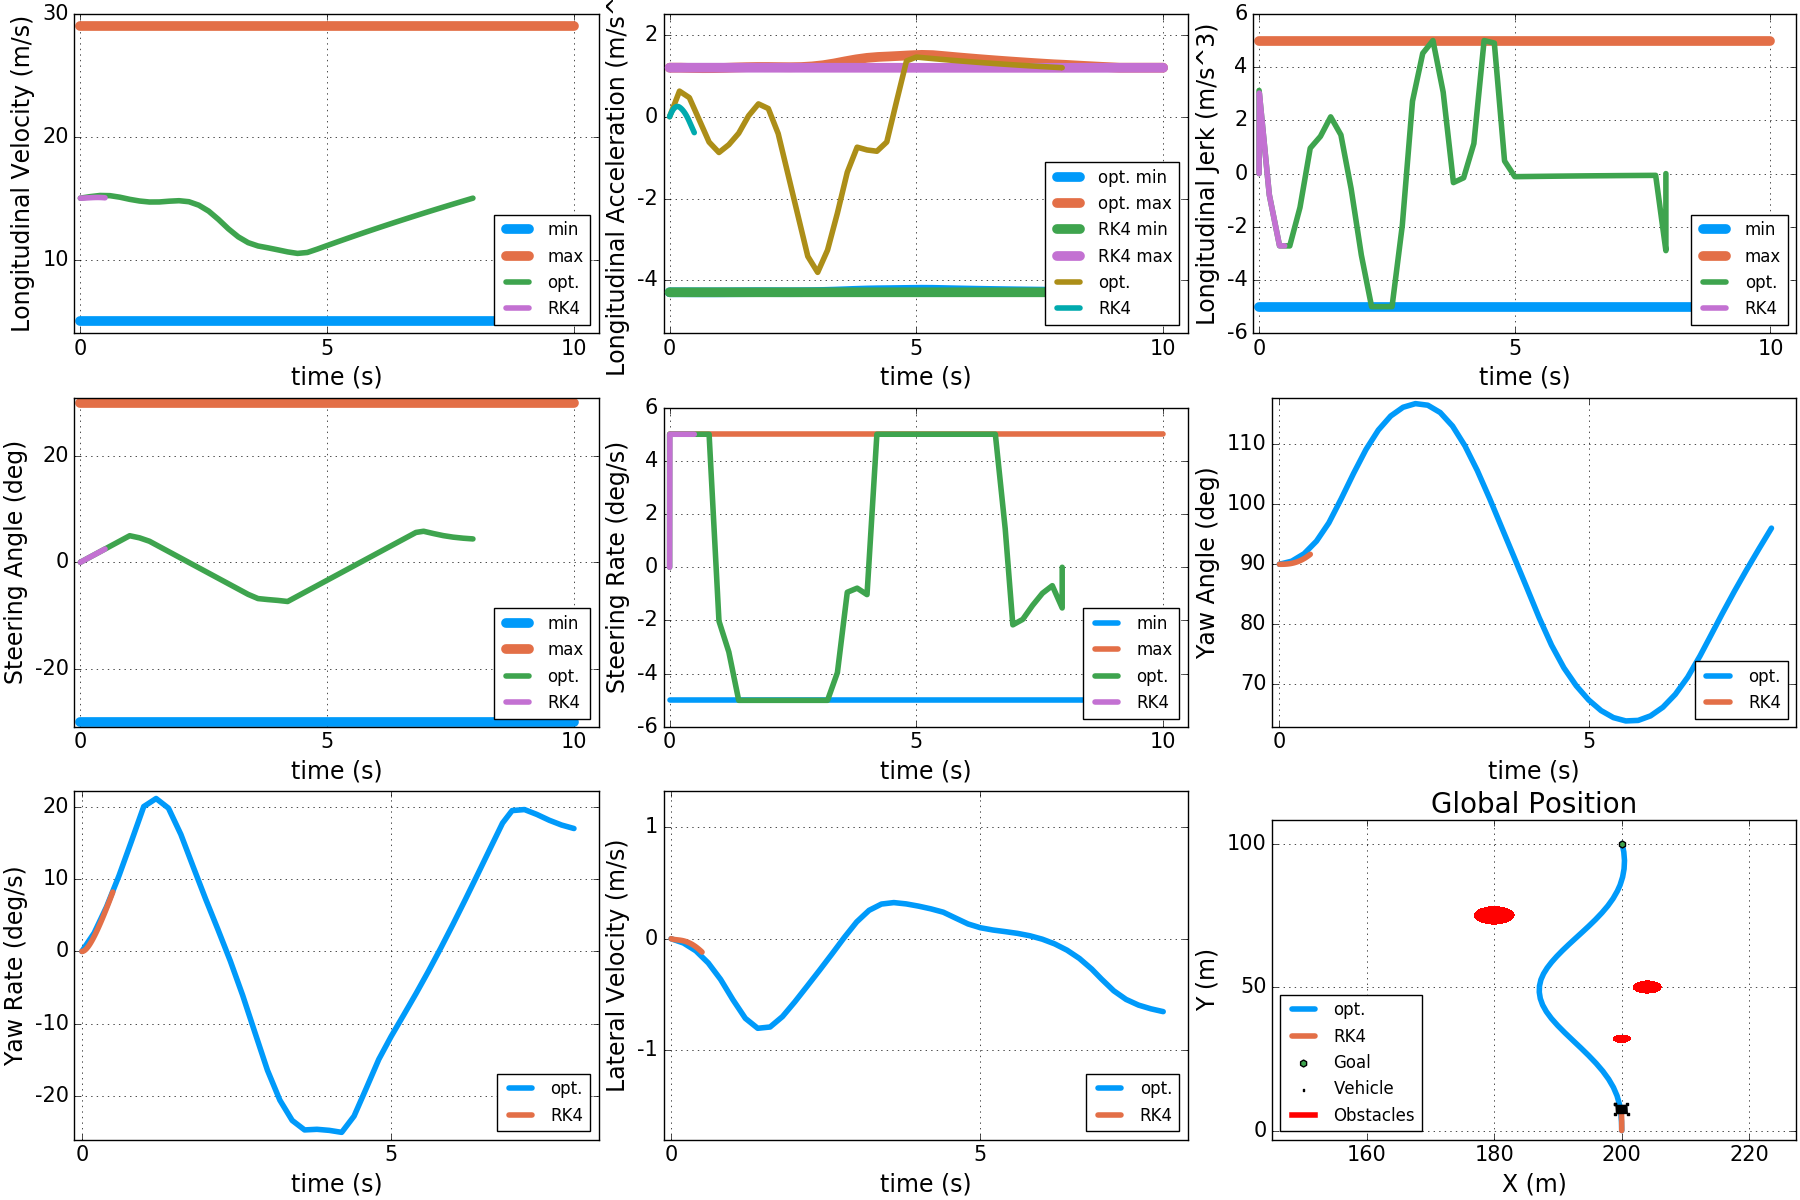 Longitudinal Velocity (m/s)
30
20
10
0
5
10
time (s)
min
max
opt.
RK4
Longitudinal Acceleration (m/s^
2
0
-2
-4
0
5
10
time (s)
opt. min
opt. max
RK4 min
RK4 max
opt.
RK4
Longitudinal Jerk (m/s^3)
6
4
2
0
-2
-4
-6
0
5
10
time (s)
min
max
opt.
RK4
Steering Angle (deg)
20
0
-20
0
5
10
time (s)
min
max
opt.
RK4
Steering Rate (deg/s)
6
4
2
0
-2
-4
-6
0
5
10
time (s)
min
max
opt.
RK4
Yaw Angle (deg)
110
100
90
80
70
0
5
time (s)
opt.
RK4
Yaw Rate (deg/s)
20
10
0
-10
-20
0
5
time (s)
opt.
RK4
Lateral Velocity (m/s)
1
0
-1
0
5
time (s)
opt.
RK4
Global Position
Y (m)
100
50
0
160
180
200
220
X (m)
opt.
RK4
Goal
Vehicle
Obstacles